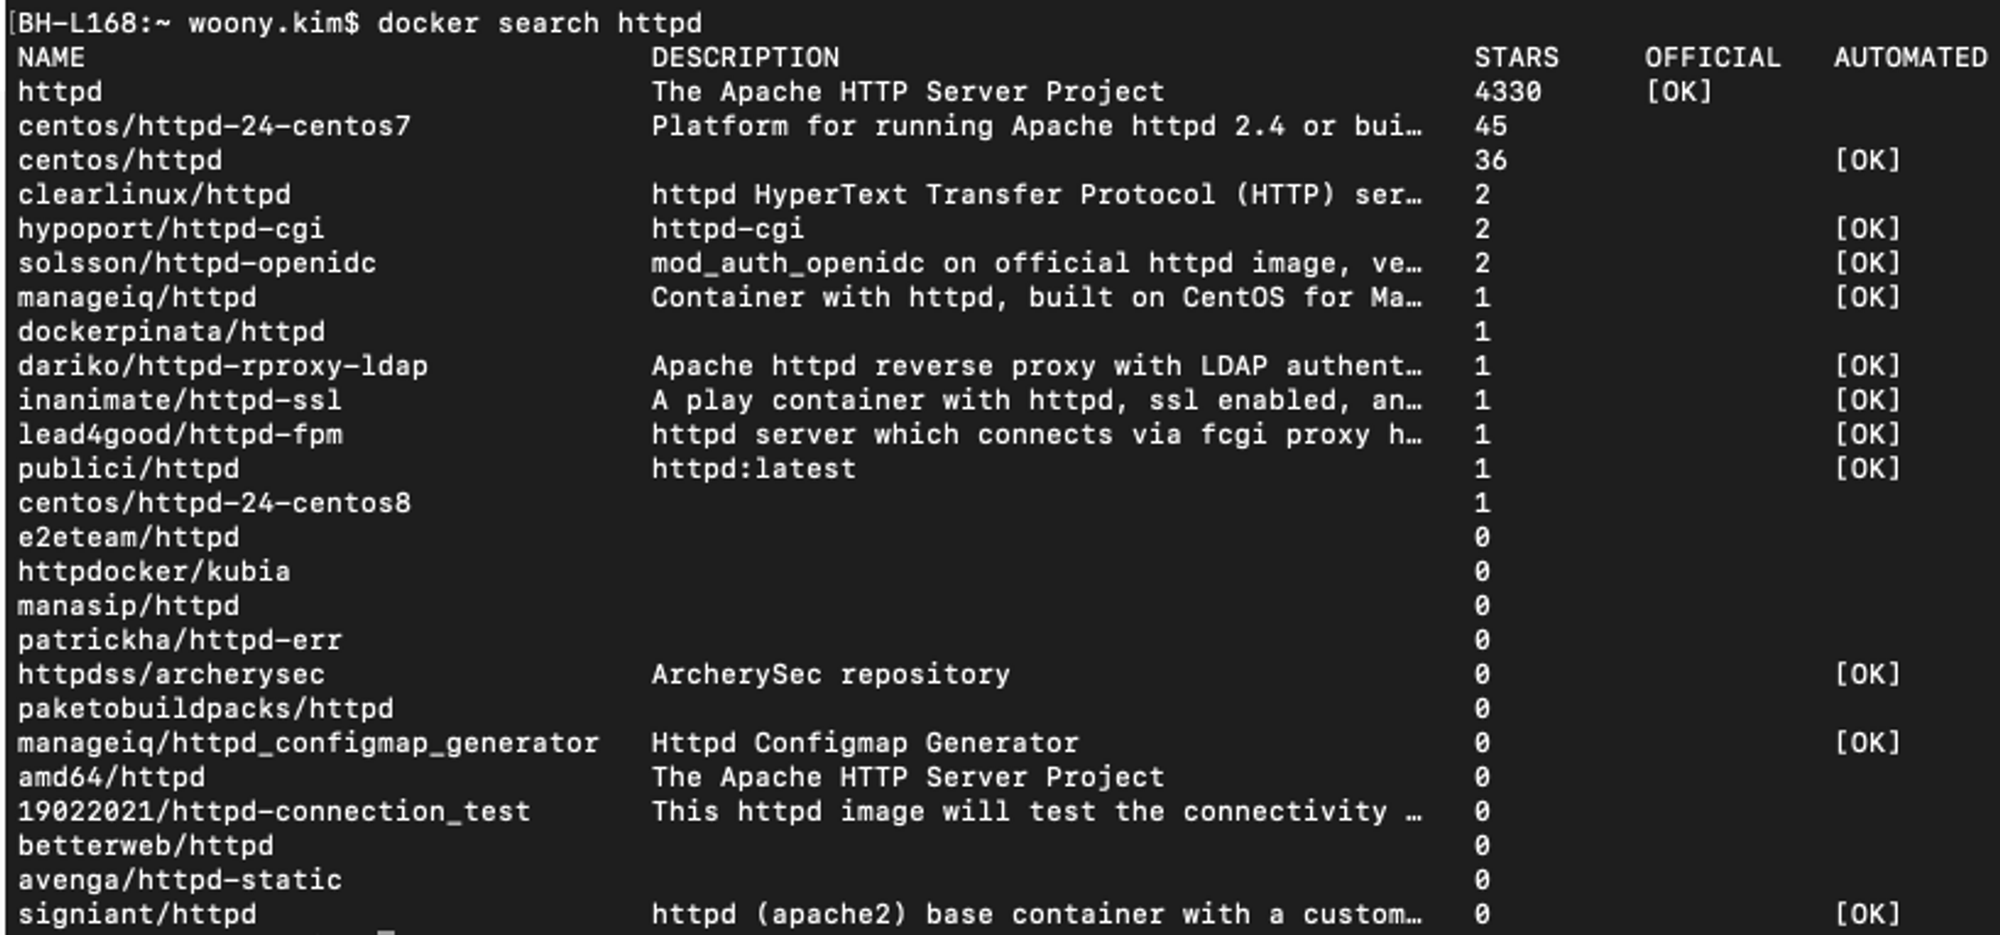 [BH-L168:~ woony.kim$ docker search httpd
NAME DESCRIPTION STARS OFFICIAL AUTOMATED
httpd The Apache HTTP Server Project 4330 [OK]
centos/httpd-24-centos7 Platform for running Apache httpd 2.4 or bui… 45
centos/httpd 36 [OK]
clearlinux/httpd httpd HyperText Transfer Protocol (HTTP) ser… 2
hypoport/httpd-cgi httpd-cgi 2 [OK]
solsson/httpd-openidc mod_auth_openidc on official httpd image, ve… 2 [OK]
manageiq/httpd Container with httpd, built on CentOS for Ma… 1 [OK]
dockerpinata/httpd 1
dariko/httpd-rproxy-ldap Apache httpd reverse proxy with LDAP authent… 1 [OK]
inanimate/httpd-ssl A play container with httpd, ssl enabled, an… 1 [OK]
lead4good/httpd-fpm httpd server which connects via fcgi proxy h… 1 [OK]
publici/httpd httpd:latest 1 [OK]
centos/httpd-24-centos8 1
e2eteam/httpd 0
httpdocker/kubia 0
manasip/httpd 0
patrickha/httpd-err 0
httpdss/archerysec ArcherySec repository 0 [OK]
paketobuildpacks/httpd 0
manageiq/httpd_configmap_generator Httpd Configmap Generator 0 [OK]
amd64/httpd The Apache HTTP Server Project 0
19022021/httpd-connection_test This httpd image will test the connectivity … 0
betterweb/httpd 0
avenga/httpd-static 0
signiant/httpd httpd (apache2) base container with a custom… 0 [OK]